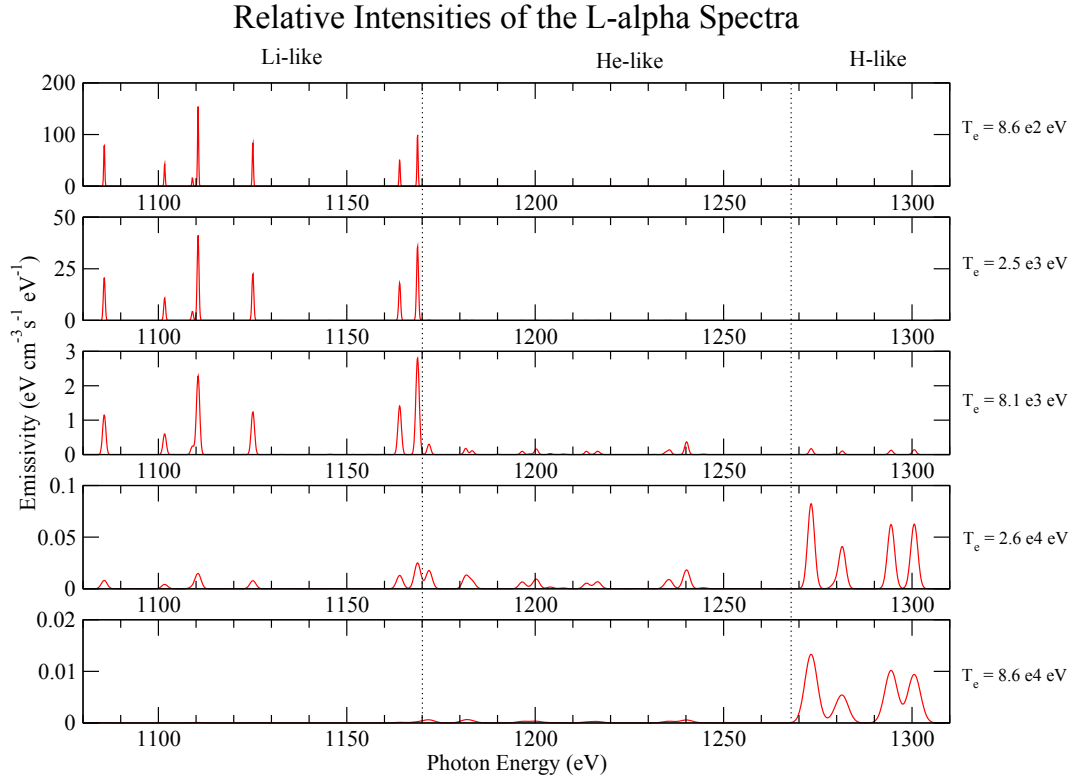 Relative Intensities of the L-alpha Spectra
Li-like He-like H-like
200
100
0
1100 1150 1200 1250 1300
T_e = 8.6 e2 eV
50
25
0
1100 1150 1200 1250 1300
T_e = 2.5 e3 eV
3
2
1
0
1100 1150 1200 1250 1300
T_e = 8.1 e3 eV
0.1
0.05
0
1100 1150 1200 1250 1300
T_e = 2.6 e4 eV
0.02
0.01
0
1100 1150 1200 1250 1300
T_e = 8.6 e4 eV
Photon Energy (eV)
Emissivity (eV cm⁻³ s⁻¹ eV⁻¹)